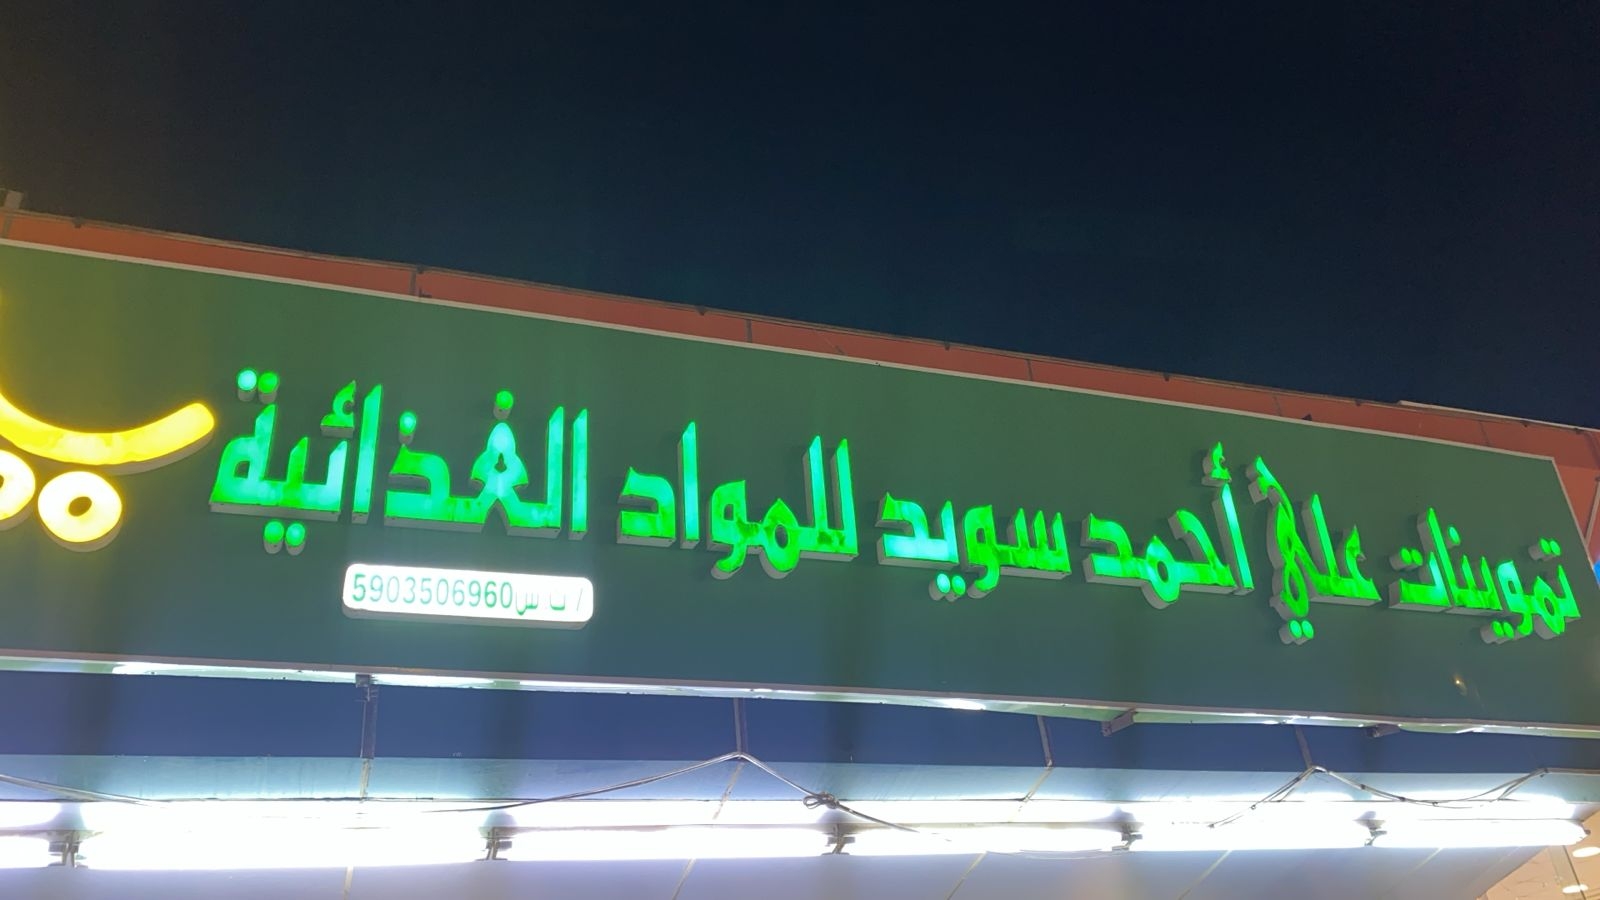 تموينات علي أحمد سويد للمواد الغذائية
س ت / 5903506960